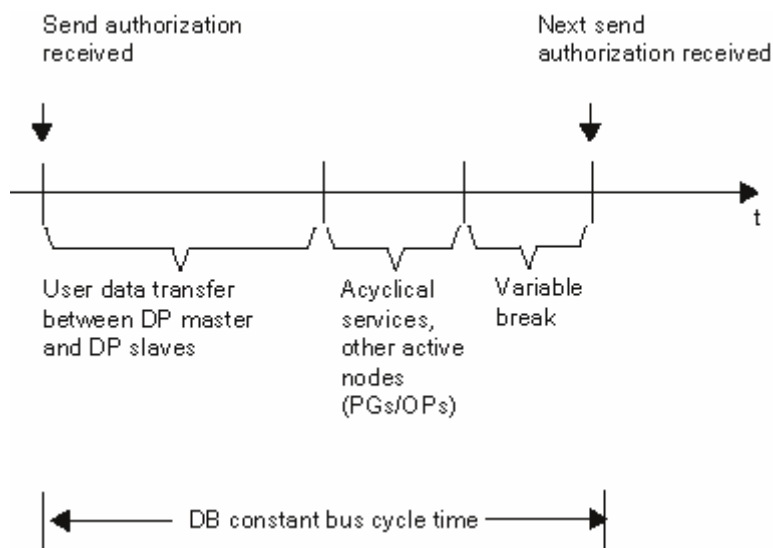 Send authorization
received
Next send
authorization received
t
User data transfer
between DP master
and DP slaves
Acyclical
services,
other active
nodes
(PGs/OPs)
Variable
break
DB constant bus cycle time